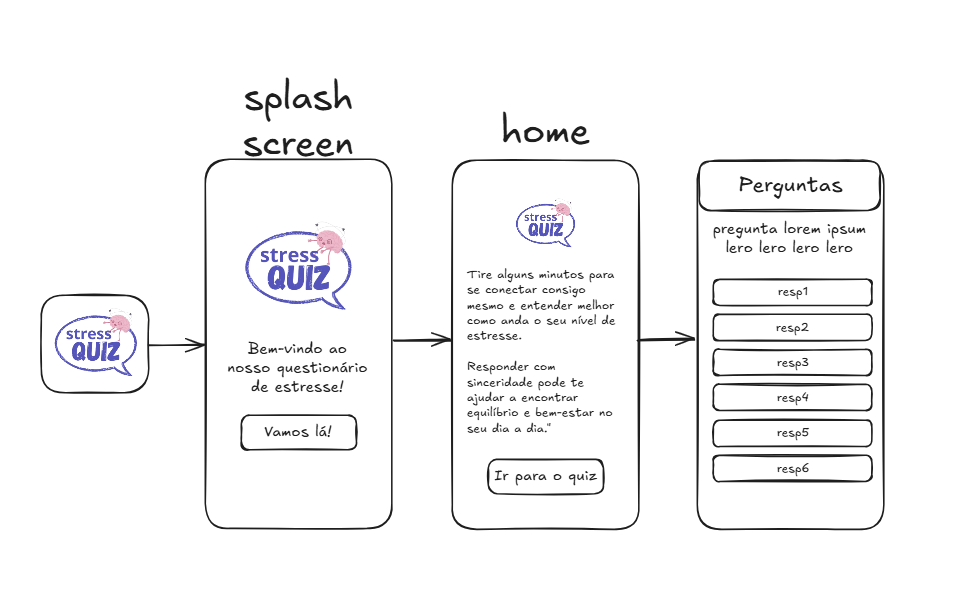 splash
screen
home
stress
QUIZ
stress
QUIZ
Bem-vindo ao
nosso questionário
de estresse!
Vamos lá!
stress
QUIZ
Tire alguns minutos para
se conectar consigo
mesmo e entender melhor
como anda o seu nível de
estresse.
Responder com
sinceridade pode te
ajudar a encontrar
equilíbrio e bem-estar no
seu dia a dia."
Ir para o quiz
Perguntas
pregunta lorem ipsum
lero lero lero lero
resp1
resp2
resp3
resp4
resp5
resp6